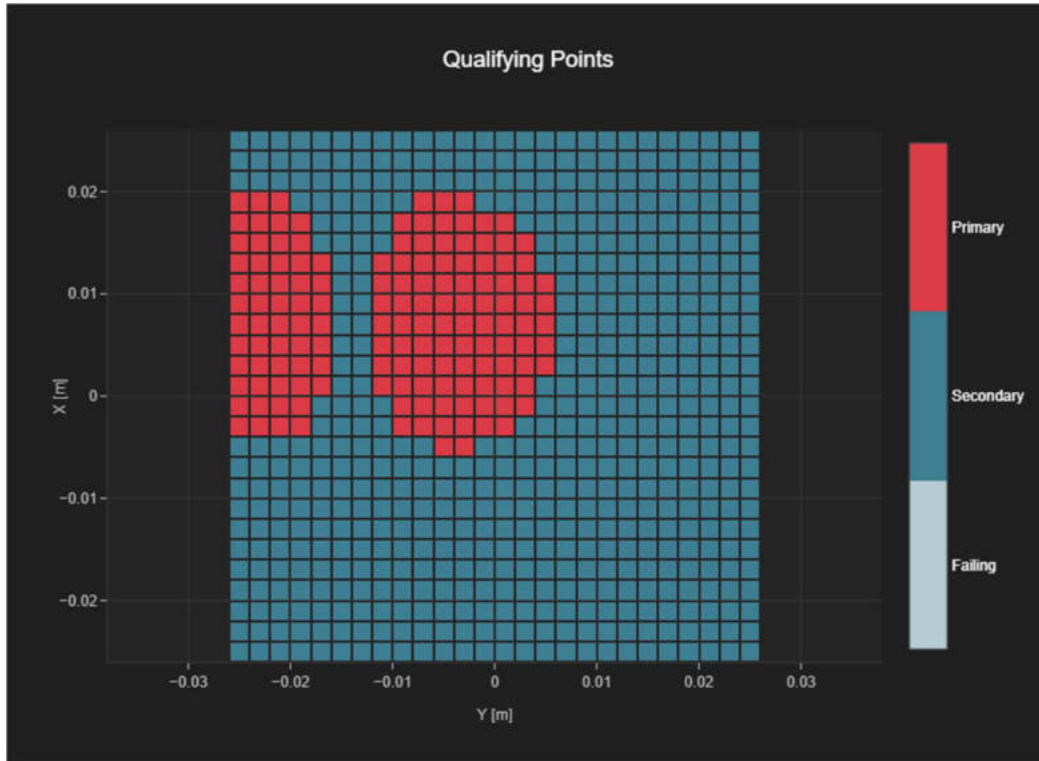 Qualifying Points
0.02
0.01
0
−0.01
−0.02
X [m]
−0.03
−0.02
−0.01
0
0.01
0.02
0.03
Y [m]
Primary
Secondary
Failing